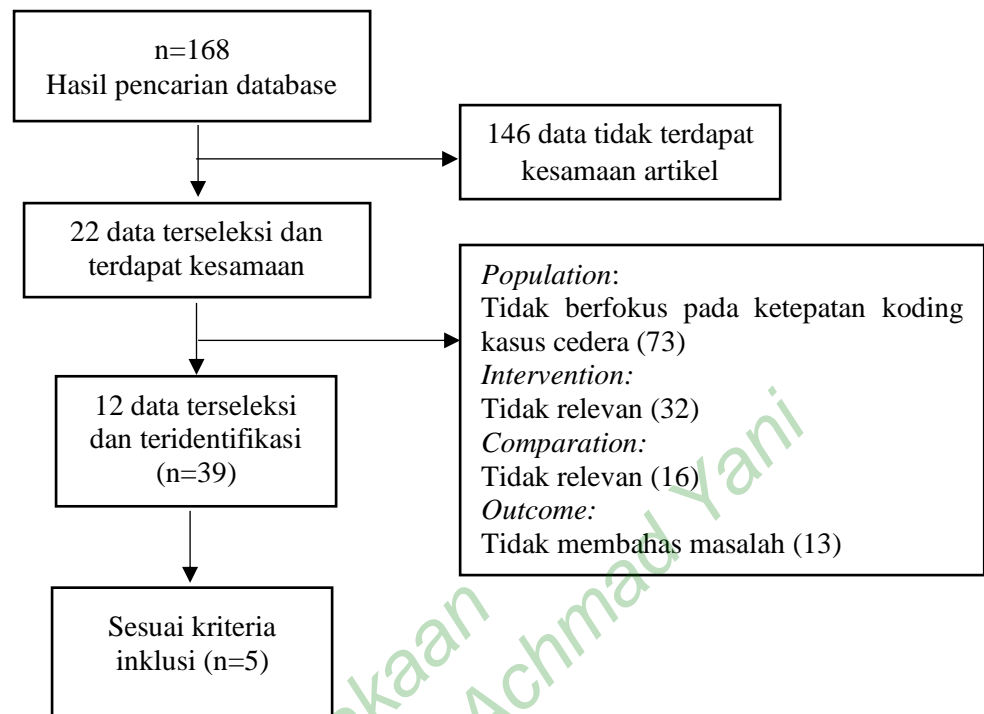 n=168
Hasil pencarian database
146 data tidak terdapat
kesamaan artikel
22 data terseleksi dan
terdapat kesamaan
Population:
Tidak berfokus pada ketepatan koding
kasus cedera (73)
Intervention:
Tidak relevan (32)
Comparation:
Tidak relevan (16)
Outcome:
Tidak membahas masalah (13)
12 data terseleksi
dan teridentifikasi
(n=39)
Sesuai kriteria
inklusi (n=5)
Achmad Yani